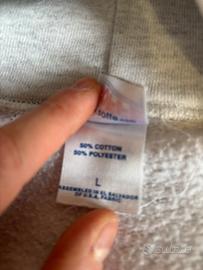 50% COTTON
50% POLYESTER
L
ASSEMBLED IN EL SALVADOR
OF U.S.A. FABRIC